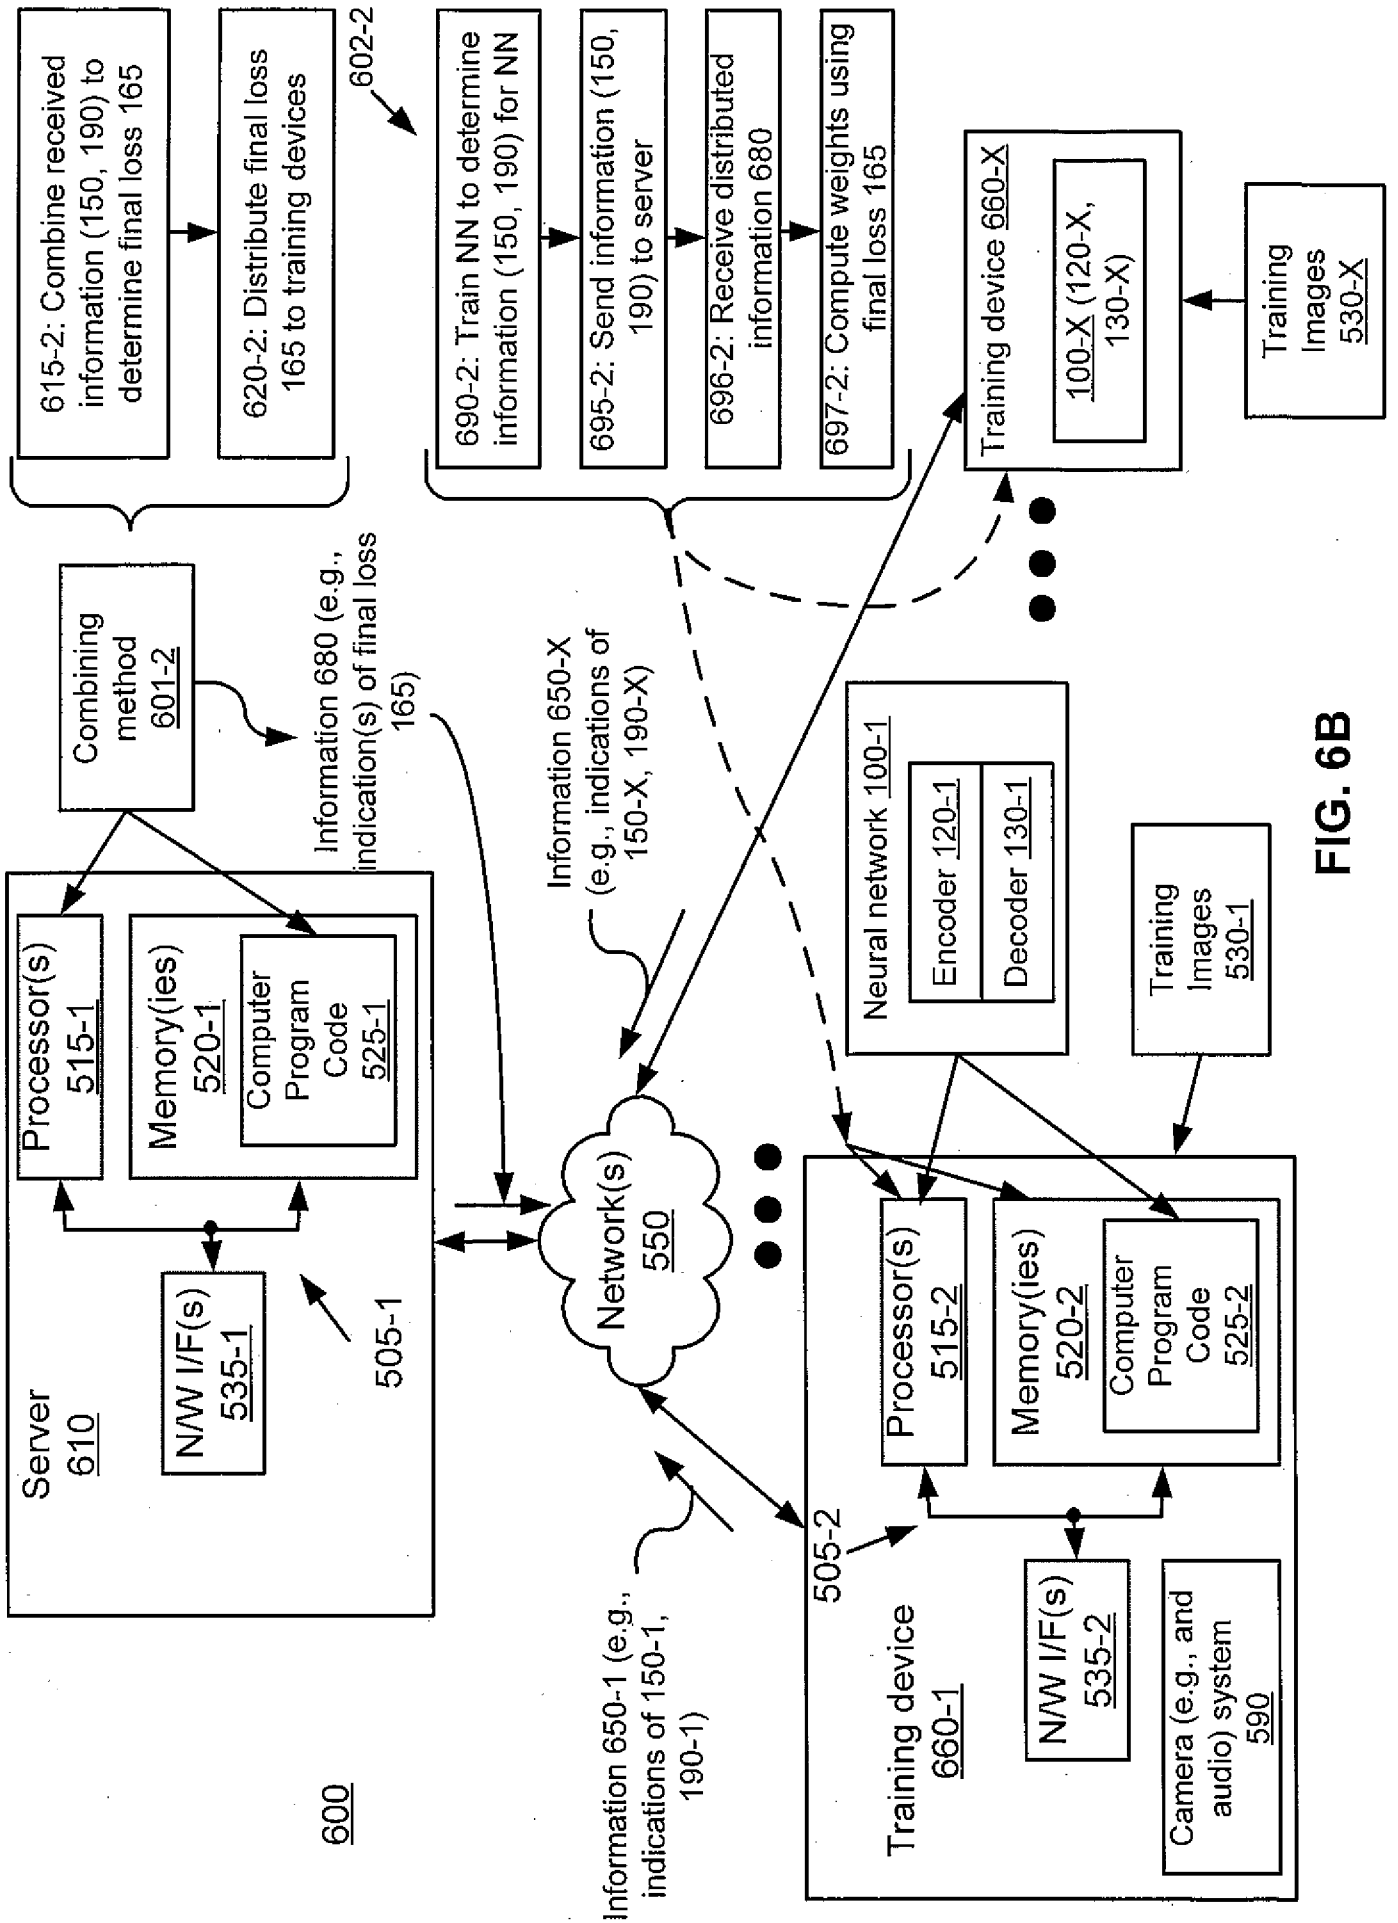 600
Server
610
N/W I/F(s)
535-1
505-1
Processor(s)
515-1
Memory(ies)
520-1
Computer
Program
Code
525-1
Combining
method
601-2
615-2: Combine received
information (150, 190) to
determine final loss 165
620-2: Distribute final loss
165 to training devices
Information 680 (e.g.,
indication(s) of final loss
165)
602-2
690-2: Train NN to determine
information (150, 190) for NN
695-2: Send information (150,
190) to server
696-2: Receive distributed
information 680
697-2: Compute weights using
final loss 165
Information 650-1 (e.g.,
indications of 150-1,
190-1)
Network(s)
550
Information 650-X
(e.g., indications of
150-X, 190-X)
Training device
660-1
505-2
N/W I/F(s)
535-2
Camera (e.g., and
audio) system
590
Processor(s)
515-2
Memory(ies)
520-2
Computer
Program
Code
525-2
Neural network 100-1
Encoder 120-1
Decoder 130-1
Training
Images
530-1
Training device 660-X
100-X (120-X,
130-X)
Training
Images
530-X
FIG. 6B